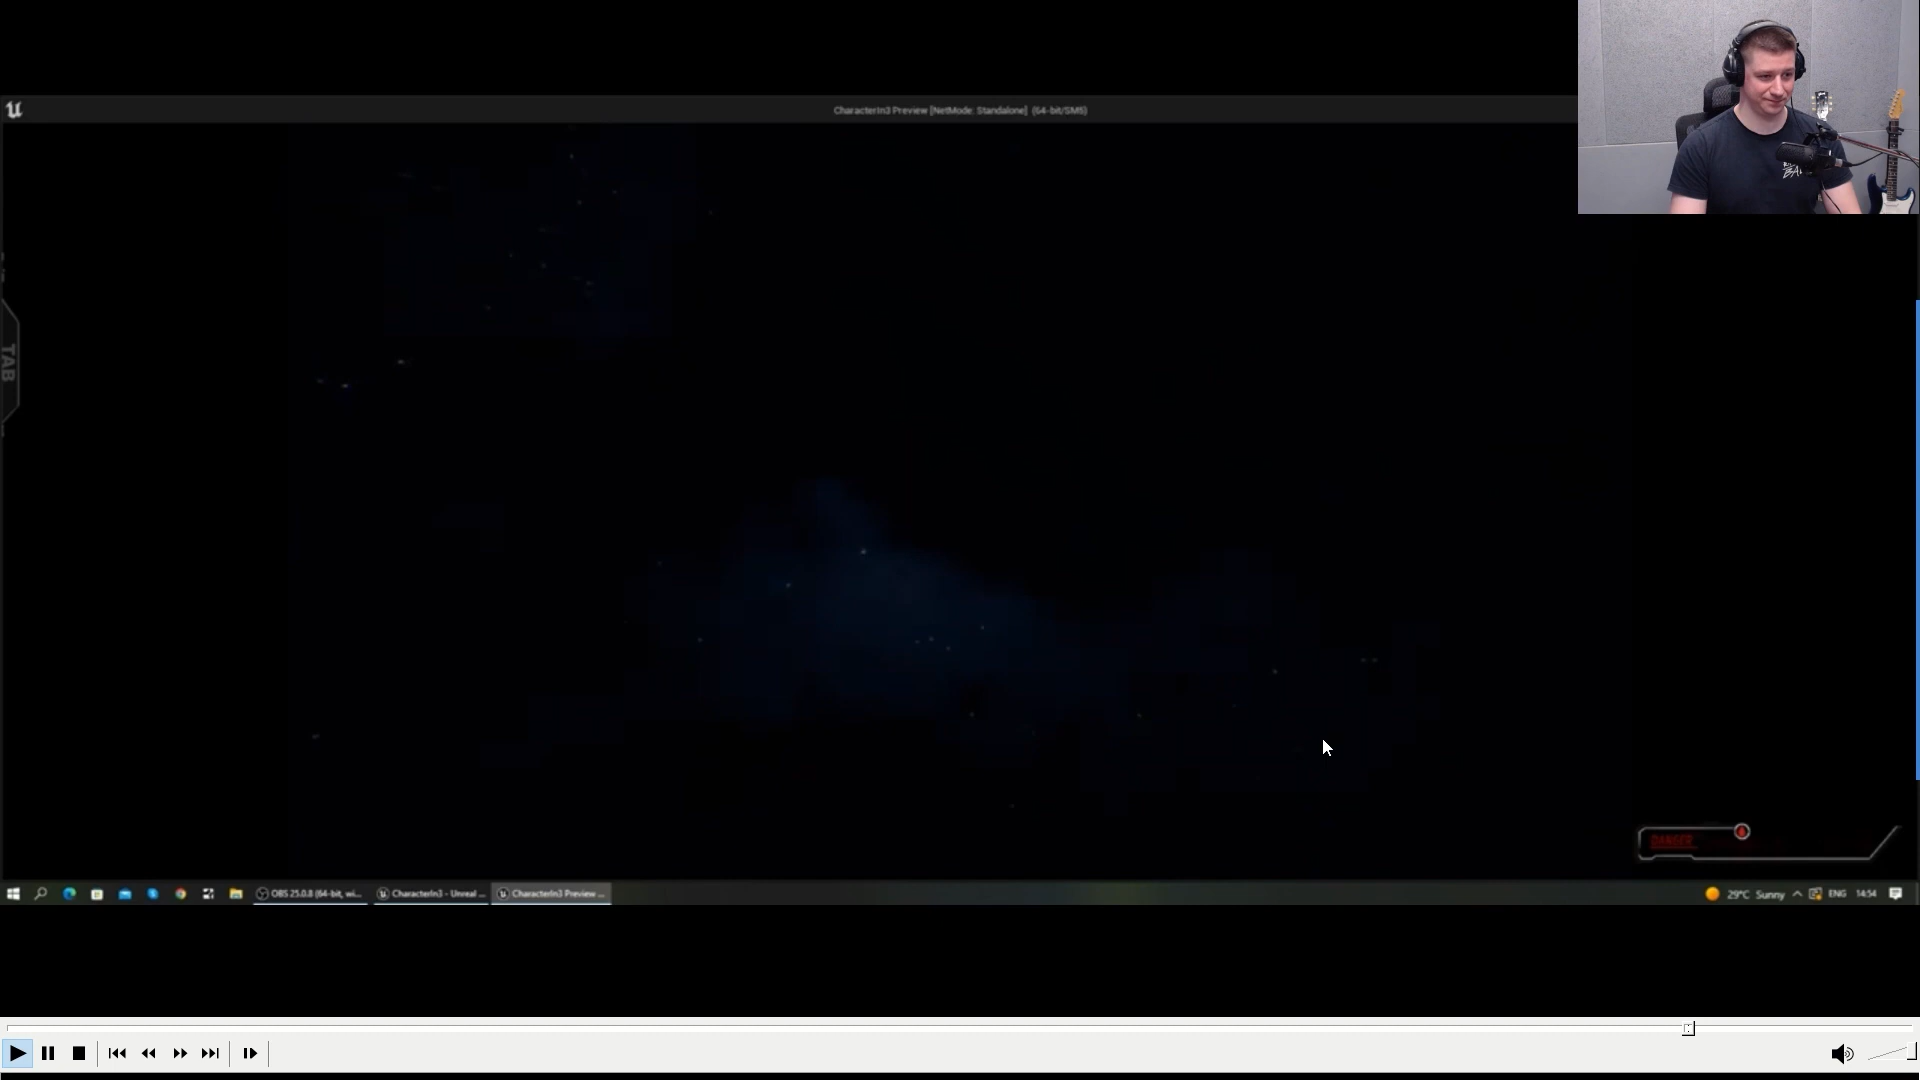 CharacterIn3 Preview [NetMode: Standalone] (64-bit/SM5)
TAB
DANGER
OBS 25.0.8 (64-bit, wi...
CharacterIn3 - Unreal ...
CharacterIn3 Preview ...
29°C Sunny
ENG
14:54